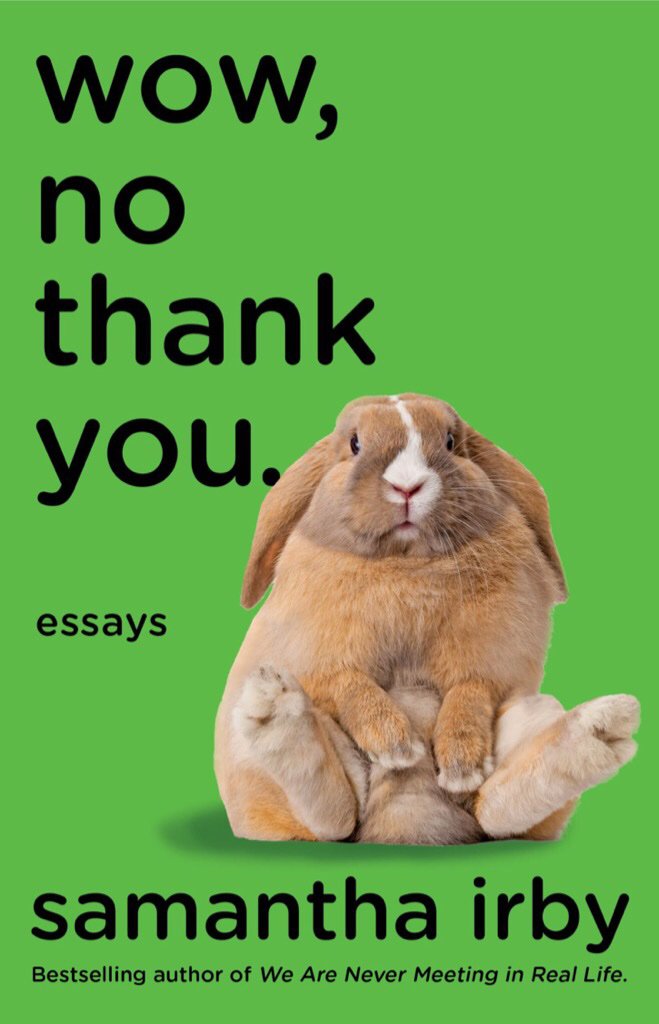 wow,
no
thank
you.
essays
samantha irby
Bestselling author of We Are Never Meeting in Real Life.